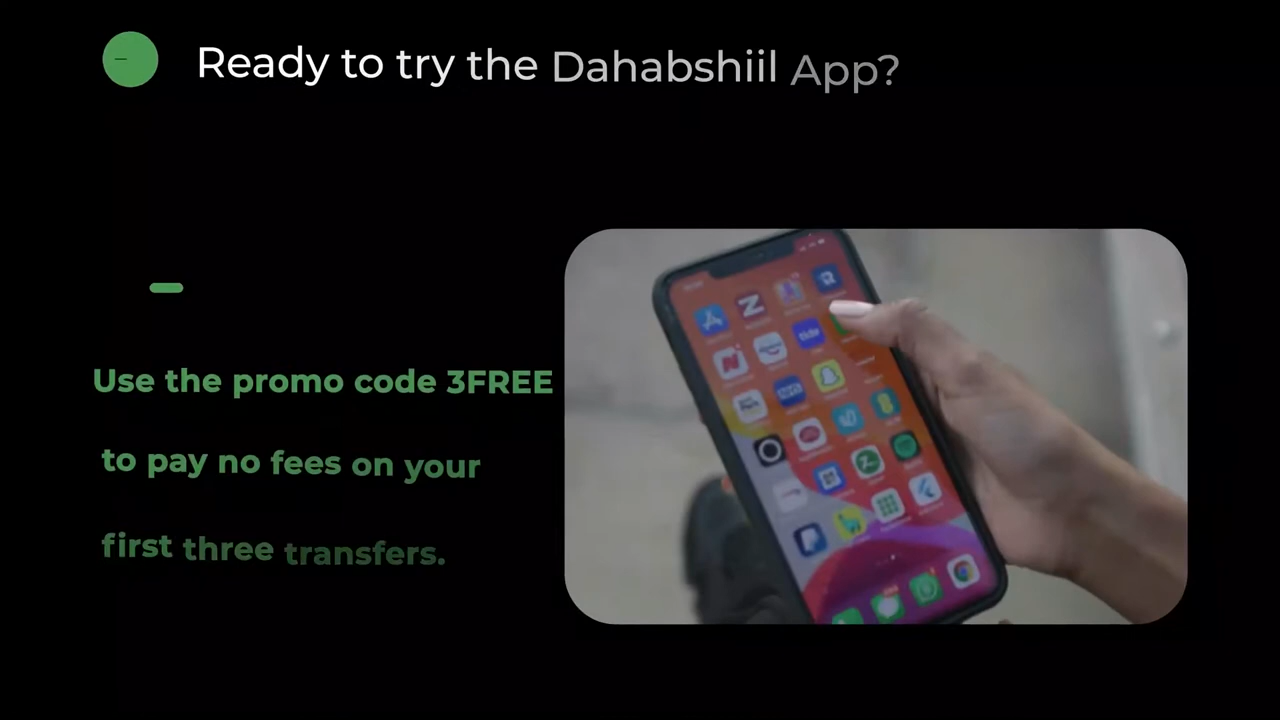 Ready to try the Dahabshiil App?
Use the promo code 3FREE
to pay no fees on your
first three transfers.
tide